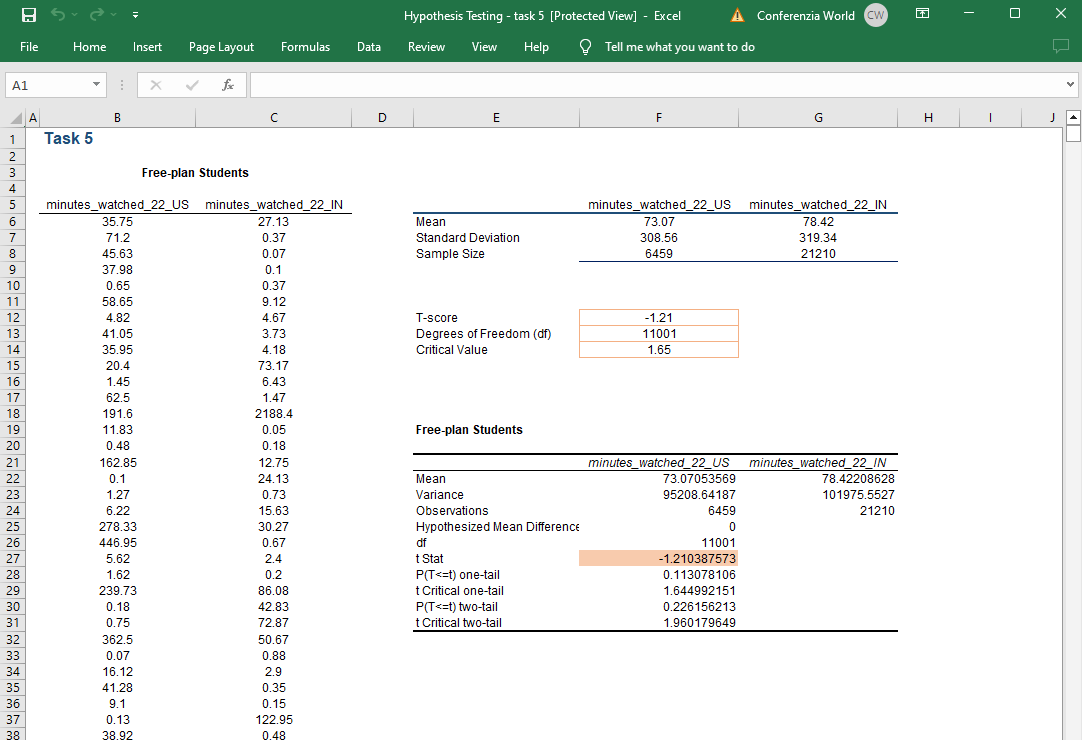 Hypothesis Testing - task 5 [Protected View] - Excel Conferenzia World CW
File Home Insert Page Layout Formulas Data Review View Help Tell me what you want to do
A1 fx
A B C D E F G H I J
1 Task 5
2
3 Free-plan Students
4
5 minutes_watched_22_US minutes_watched_22_IN minutes_watched_22_US minutes_watched_22_IN
6 35.75 27.13 Mean 73.07 78.42
7 71.2 0.37 Standard Deviation 308.56 319.34
8 45.63 0.07 Sample Size 6459 21210
9 37.98 0.1
10 0.65 0.37
11 58.65 9.12
12 4.82 4.67 T-score -1.21
13 41.05 3.73 Degrees of Freedom (df) 11001
14 35.95 4.18 Critical Value 1.65
15 20.4 73.17
16 1.45 6.43
17 62.5 1.47
18 191.6 2188.4
19 11.83 0.05 Free-plan Students
20 0.48 0.18
21 162.85 12.75 minutes_watched_22_US minutes_watched_22_IN
22 0.1 24.13 Mean 73.07053569 78.42208628
23 1.27 0.73 Variance 95208.64187 101975.5527
24 6.22 15.63 Observations 6459 21210
25 278.33 30.27 Hypothesized Mean Difference 0
26 446.95 0.67 df 11001
27 5.62 2.4 t Stat -1.210387573
28 1.62 0.2 P(T<=t) one-tail 0.113078106
29 239.73 86.08 t Critical one-tail 1.644992151
30 0.18 42.83 P(T<=t) two-tail 0.226156213
31 0.75 72.87 t Critical two-tail 1.960179649
32 362.5 50.67
33 0.07 0.88
34 16.12 2.9
35 41.28 0.35
36 9.1 0.15
37 0.13 122.95
38 38.92 0.48